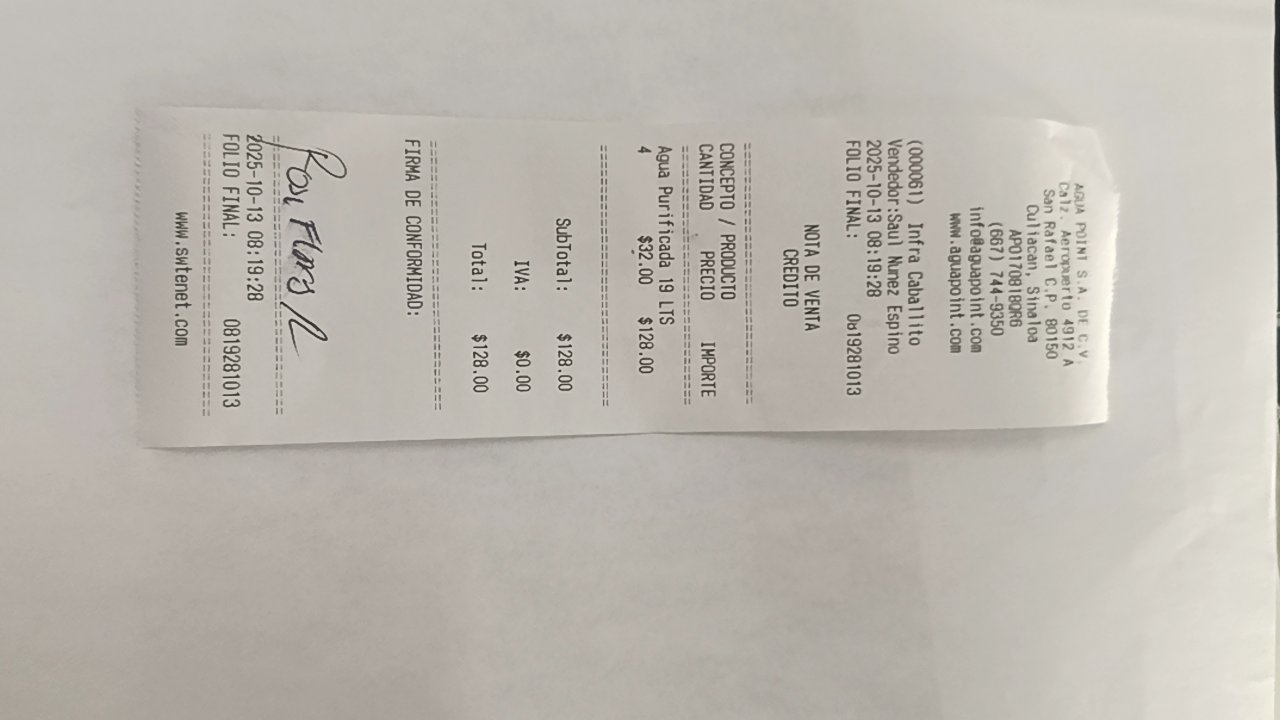 AGUA POINT S.A. DE C.V.
Calz. Aeropuerto 4912 A
San Rafael C.P. 80150
Culiacan, Sinaloa
APO170818QR6
(667) 744-9350
info@aguapoint.com
www.aguapoint.com
(000061) Infra Caballito
Vendedor:Saul Nunez Espino
2025-10-13 08:19:28
FOLIO FINAL: 0819281013
NOTA DE VENTA
CREDITO
CONCEPTO / PRODUCTO
CANTIDAD PRECIO IMPORTE
Agua Purificada 19 LTS
4 $32.00 $128.00
SubTotal: $128.00
IVA: $0.00
Total: $128.00
FIRMA DE CONFORMIDAD:
Flores
2025-10-13 08:19:28
FOLIO FINAL: 0819281013
www.swtenet.com